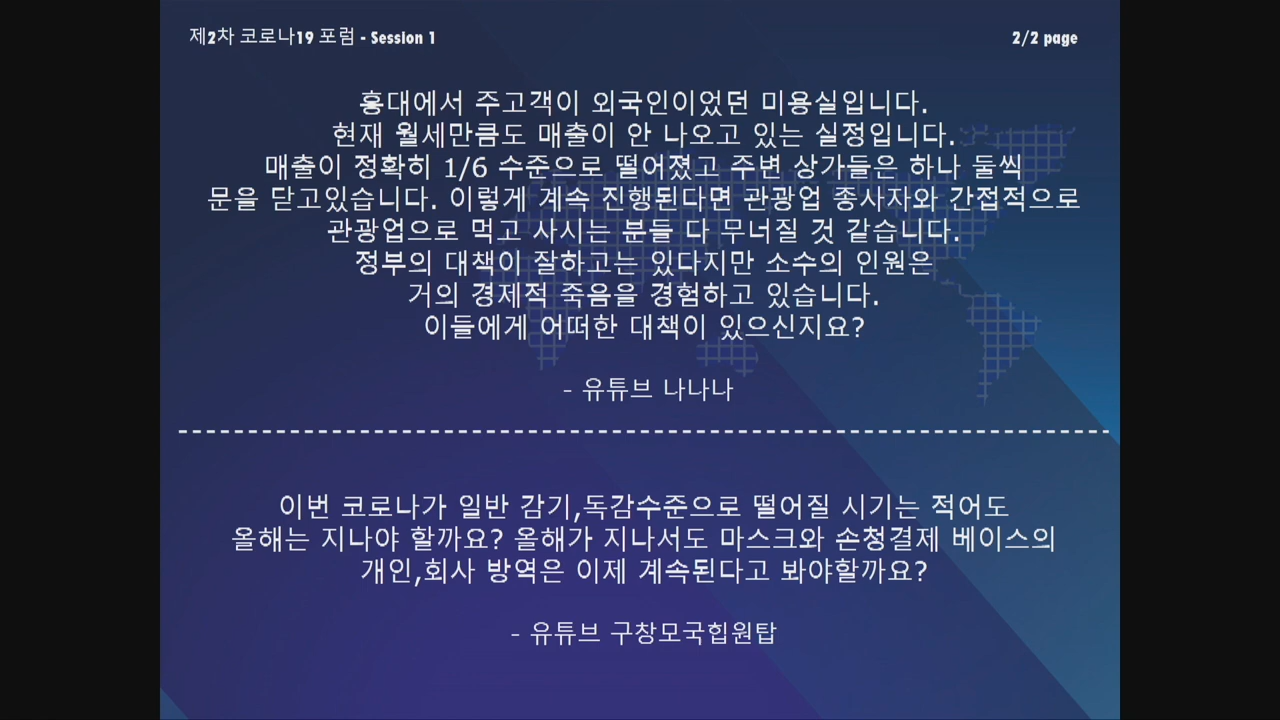 제2차 코로나19 포럼 - Session 1
2/2 page
홍대에서 주고객이 외국인이었던 미용실입니다.
현재 월세만큼도 매출이 안 나오고 있는 실정입니다.
매출이 정확히 1/6 수준으로 떨어졌고 주변 상가들은 하나 둘씩
문을 닫고있습니다. 이렇게 계속 진행된다면 관광업 종사자와 간접적으로
관광업으로 먹고 사시는 분들 다 무너질 것 같습니다.
정부의 대책이 잘하고는 있다지만 소수의 인원은
거의 경제적 죽음을 경험하고 있습니다.
이들에게 어떠한 대책이 있으신지요?
- 유튜브 나나나
이번 코로나가 일반 감기,독감수준으로 떨어질 시기는 적어도
올해는 지나야 할까요? 올해가 지나서도 마스크와 손청결제 베이스의
개인,회사 방역은 이제 계속된다고 봐야할까요?
- 유튜브 구창모국힙원탑